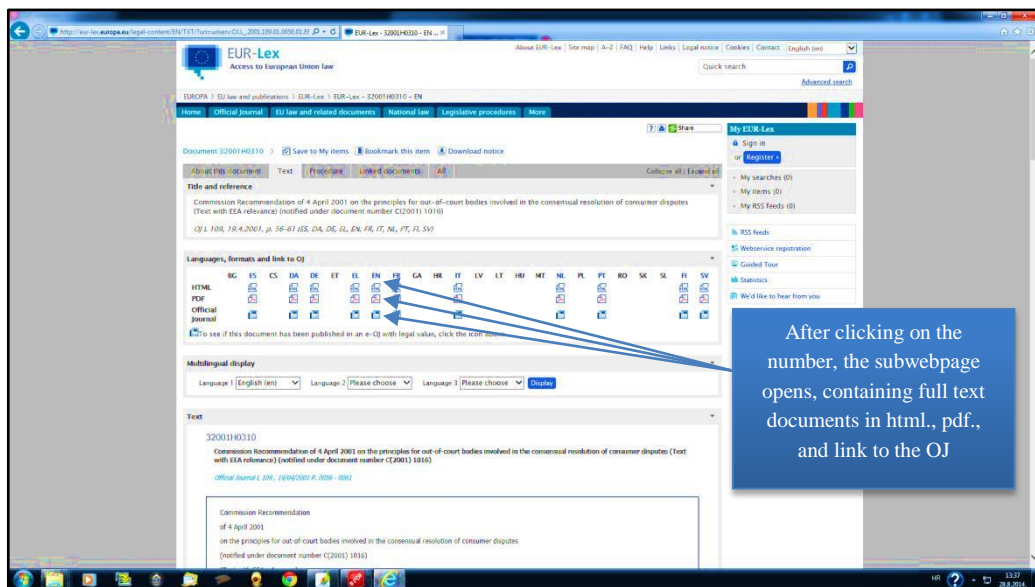 http://eur-lex.europa.eu/legal-content/EN/TXT/?uri=uriserv:OJ.L_.2001.109.01.0056.01.EN
EUR-Lex - 32001H0310 - EN ... ×
About EUR-Lex | Site map | A-Z | FAQ | Help | Links | Legal notice | Cookies | Contact English (en)
EUR-Lex
Access to European Union law
Quick search
Advanced search
EUROPA > EU law and publications > EUR-Lex > EUR-Lex - 32001H0310 - EN
Home Official Journal EU law and related documents National law Legislative procedures More
Share
My EUR-Lex
Sign in
or Register
My searches (0)
My items (0)
My RSS feeds (0)
RSS feeds
Webservice registration
Guided Tour
Statistics
We'd like to hear from you
Document 32001H0310 > Save to My items Bookmark this item Download notice
About this document Text Procedure Linked documents All Collapse all | Expand all
Title and reference
Commission Recommendation of 4 April 2001 on the principles for out-of-court bodies involved in the consensual resolution of consumer disputes
(Text with EEA relevance) (notified under document number C(2001) 1016)
OJ L 109, 19.4.2001, p. 56–61 (ES, DA, DE, EL, EN, FR, IT, NL, PT, FI, SV)
Languages, formats and link to OJ
BG ES CS DA DE ET EL EN FR GA HR IT LV LT HU MT NL PL PT RO SK SL FI SV
HTML
PDF
Official
Journal
To see if this document has been published in an e-OJ with legal value, click the icon above
Multilingual display
Language 1 English (en) Language 2 Please choose Language 3 Please choose Display
Text
32001H0310
Commission Recommendation of 4 April 2001 on the principles for out-of-court bodies involved in the consensual resolution of consumer disputes (Text
with EEA relevance) (notified under document number C(2001) 1016)
Official Journal L 109 , 19/04/2001 P. 0056 - 0061
Commission Recommendation
of 4 April 2001
on the principles for out-of-court bodies involved in the consensual resolution of consumer disputes
(notified under document number C(2001) 1016)
After clicking on the
number, the subwebpage
opens, containing full text
documents in html., pdf.,
and link to the OJ
HR
13:37
28.8.2014.